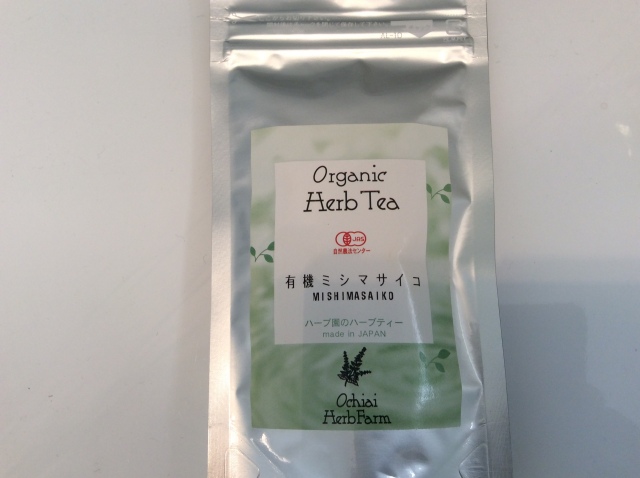 Organic
Herb Tea
JAS
自然農法センター
有機ミシマサイコ
MISHIMASAIKO
ハーブ園のハーブティー
made in JAPAN
Ochiai
HerbFarm